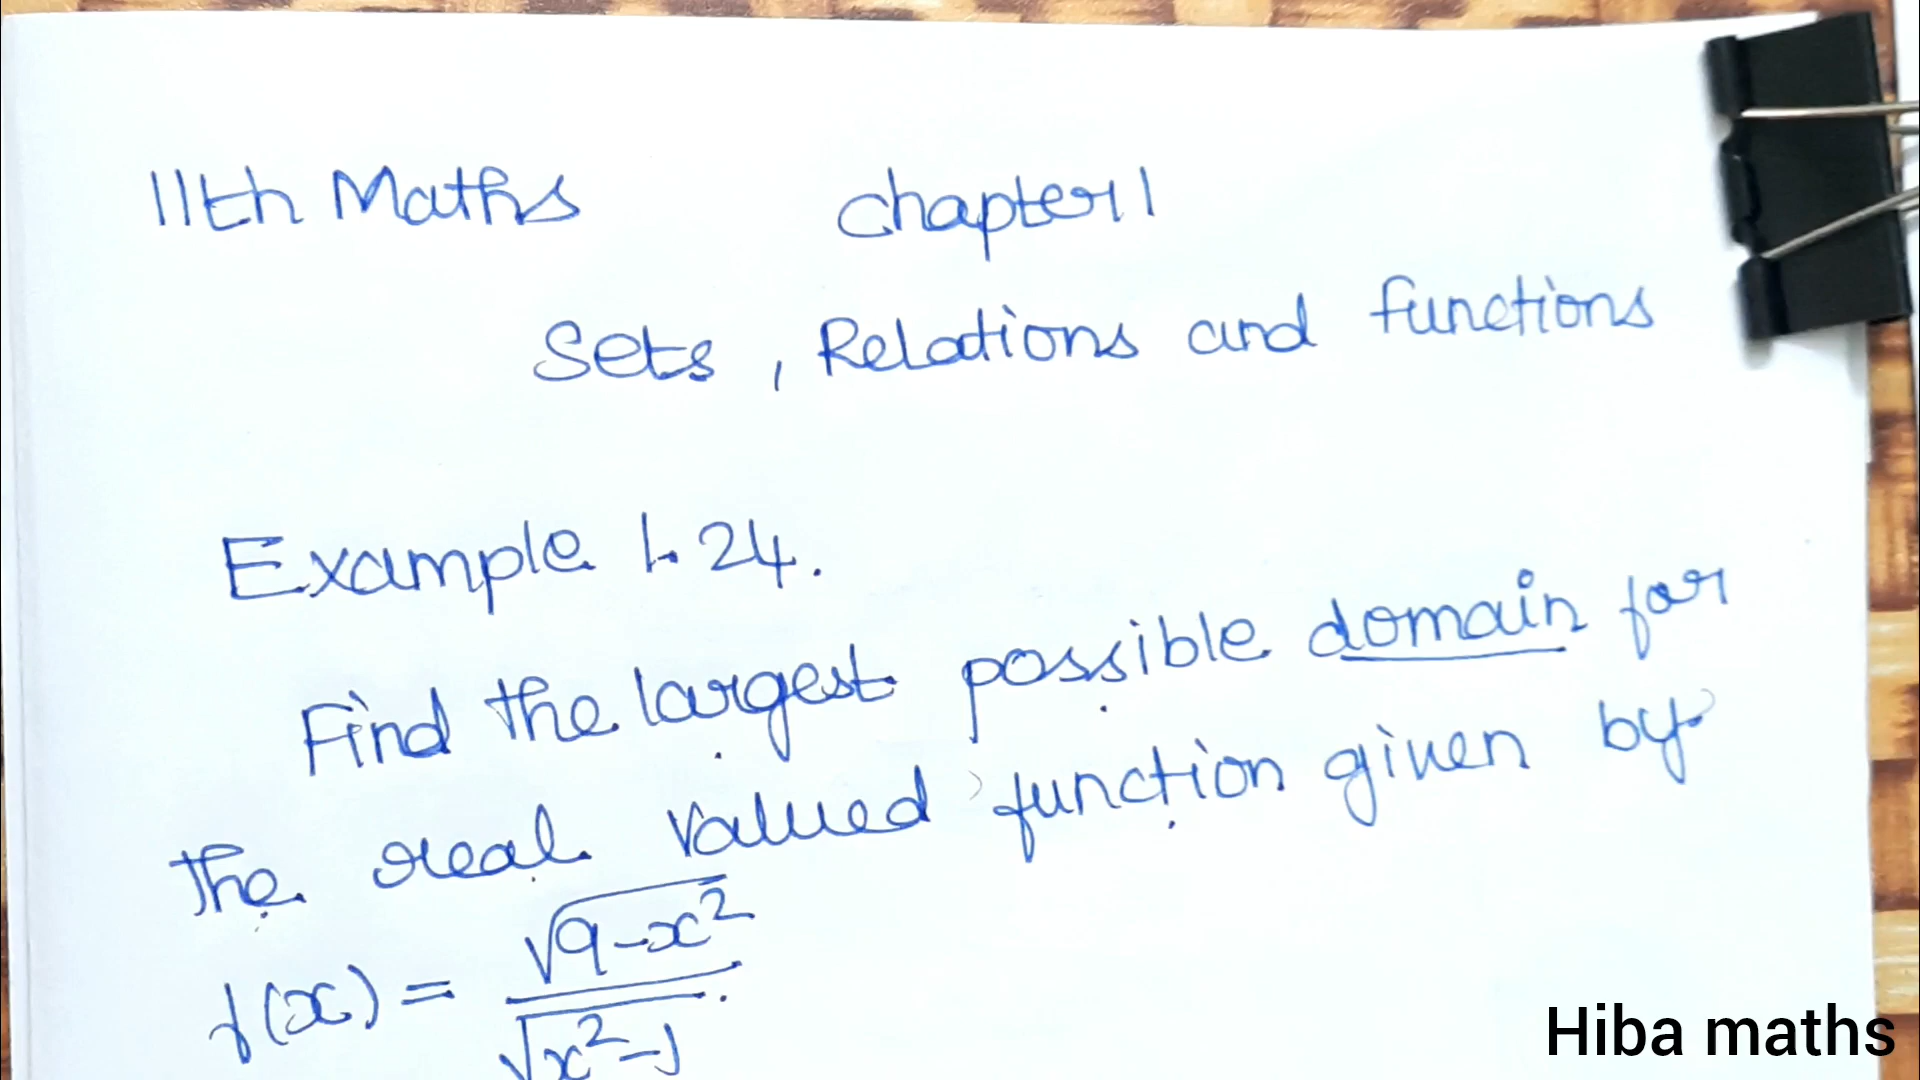 11th Maths chapter 1
Sets, Relations and functions
Example 1.24.
Find the largest possible domain for
the real valued function given by
f(x) = √(9-x²) / √(x²-1)
Hiba maths